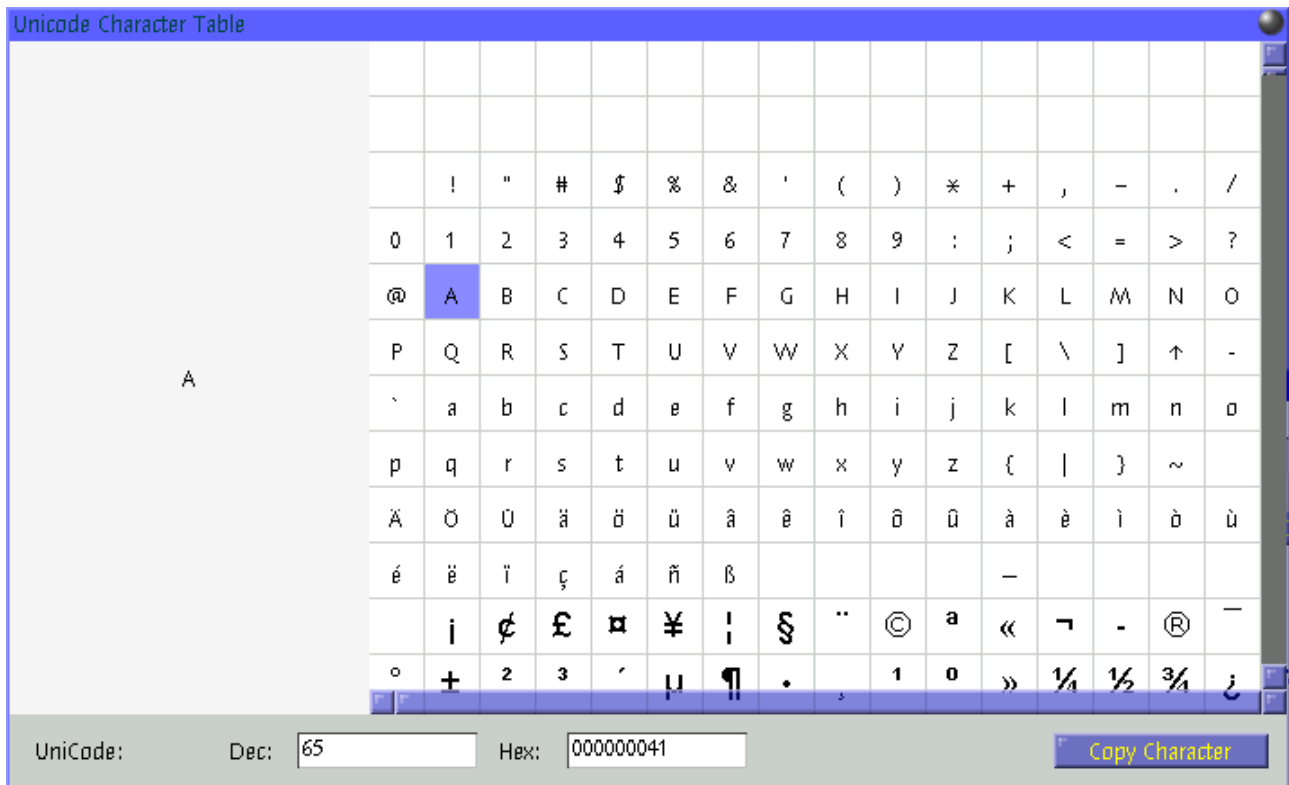 Unicode Character Table
! " # $ % & ' ( ) * + , – . /
0 1 2 3 4 5 6 7 8 9 : ; < = > ?
@ A B C D E F G H I J K L M N O
P Q R S T U V W X Y Z [ \ ] ↑ -
A
` a b c d e f g h i j k l m n o
p q r s t u v w x y z { | } ~
Ä Ö Ü ä ö ü â ê î ô û à è ì ò ù
é ë ï ç á ñ ß –
¡ ¢ £ ¤ ¥ ¦ § ¨ © ª « ¬ - ® ¯
° ± ² ³ ´ µ ¶ · ¸ ¹ º » ¼ ½ ¾ ¿
UniCode: Dec: 65 Hex: 000000041 Copy Character